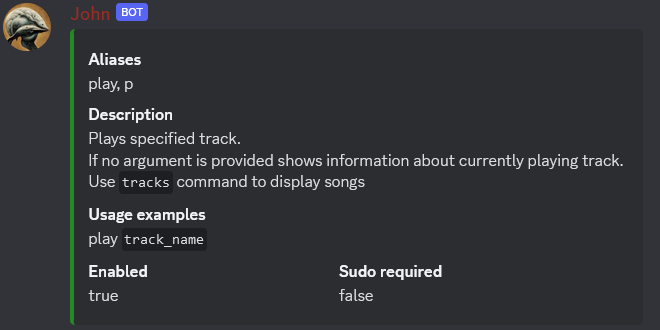 John BOT
Aliases
play, p
Description
Plays specified track.
If no argument is provided shows information about currently playing track.
Use tracks command to display songs
Usage examples
play track_name
Enabled Sudo required
true false